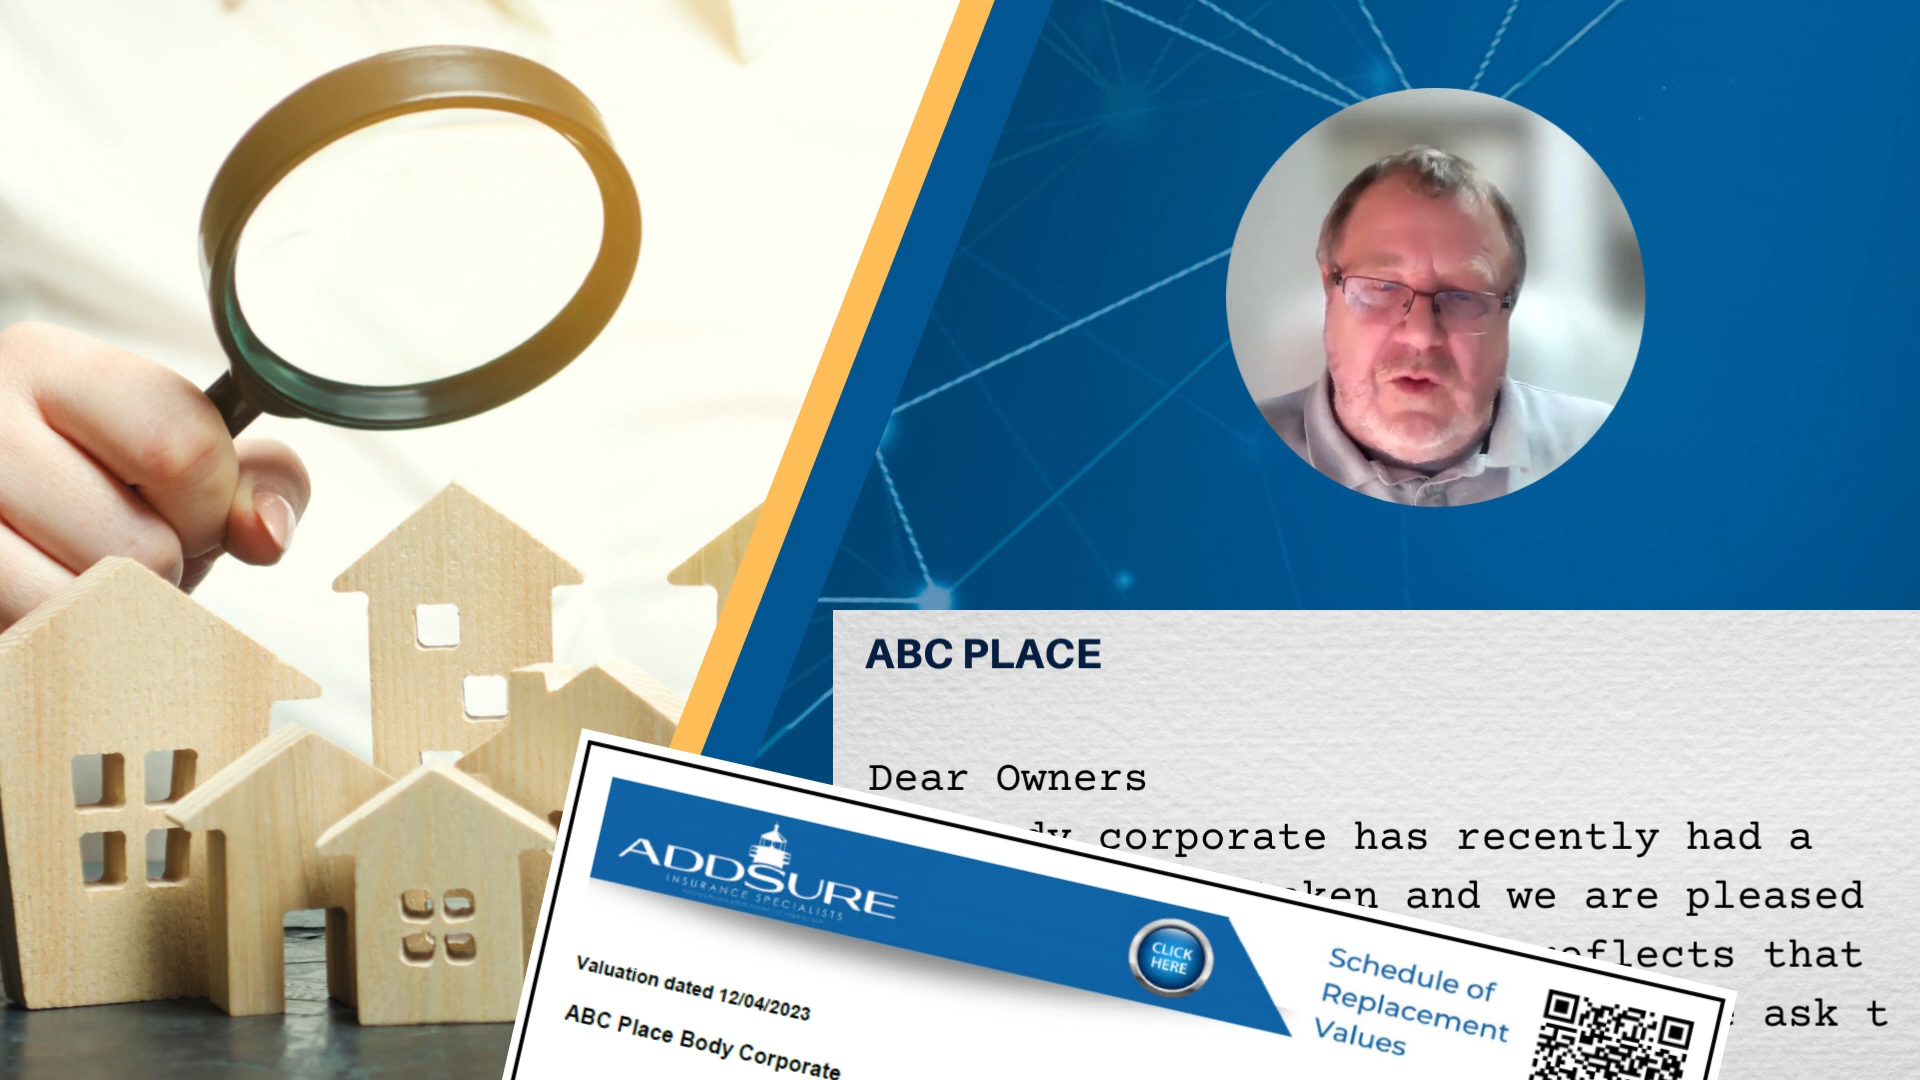 ABC PLACE
Dear Owners
corporate has recently had a
and we are pleased
that
ask t
ADDSURE
INSURANCE SPECIALISTS
CLICK
HERE
Schedule of
Replacement
Values
Valuation dated 12/04/2023
ABC Place Body Corporate